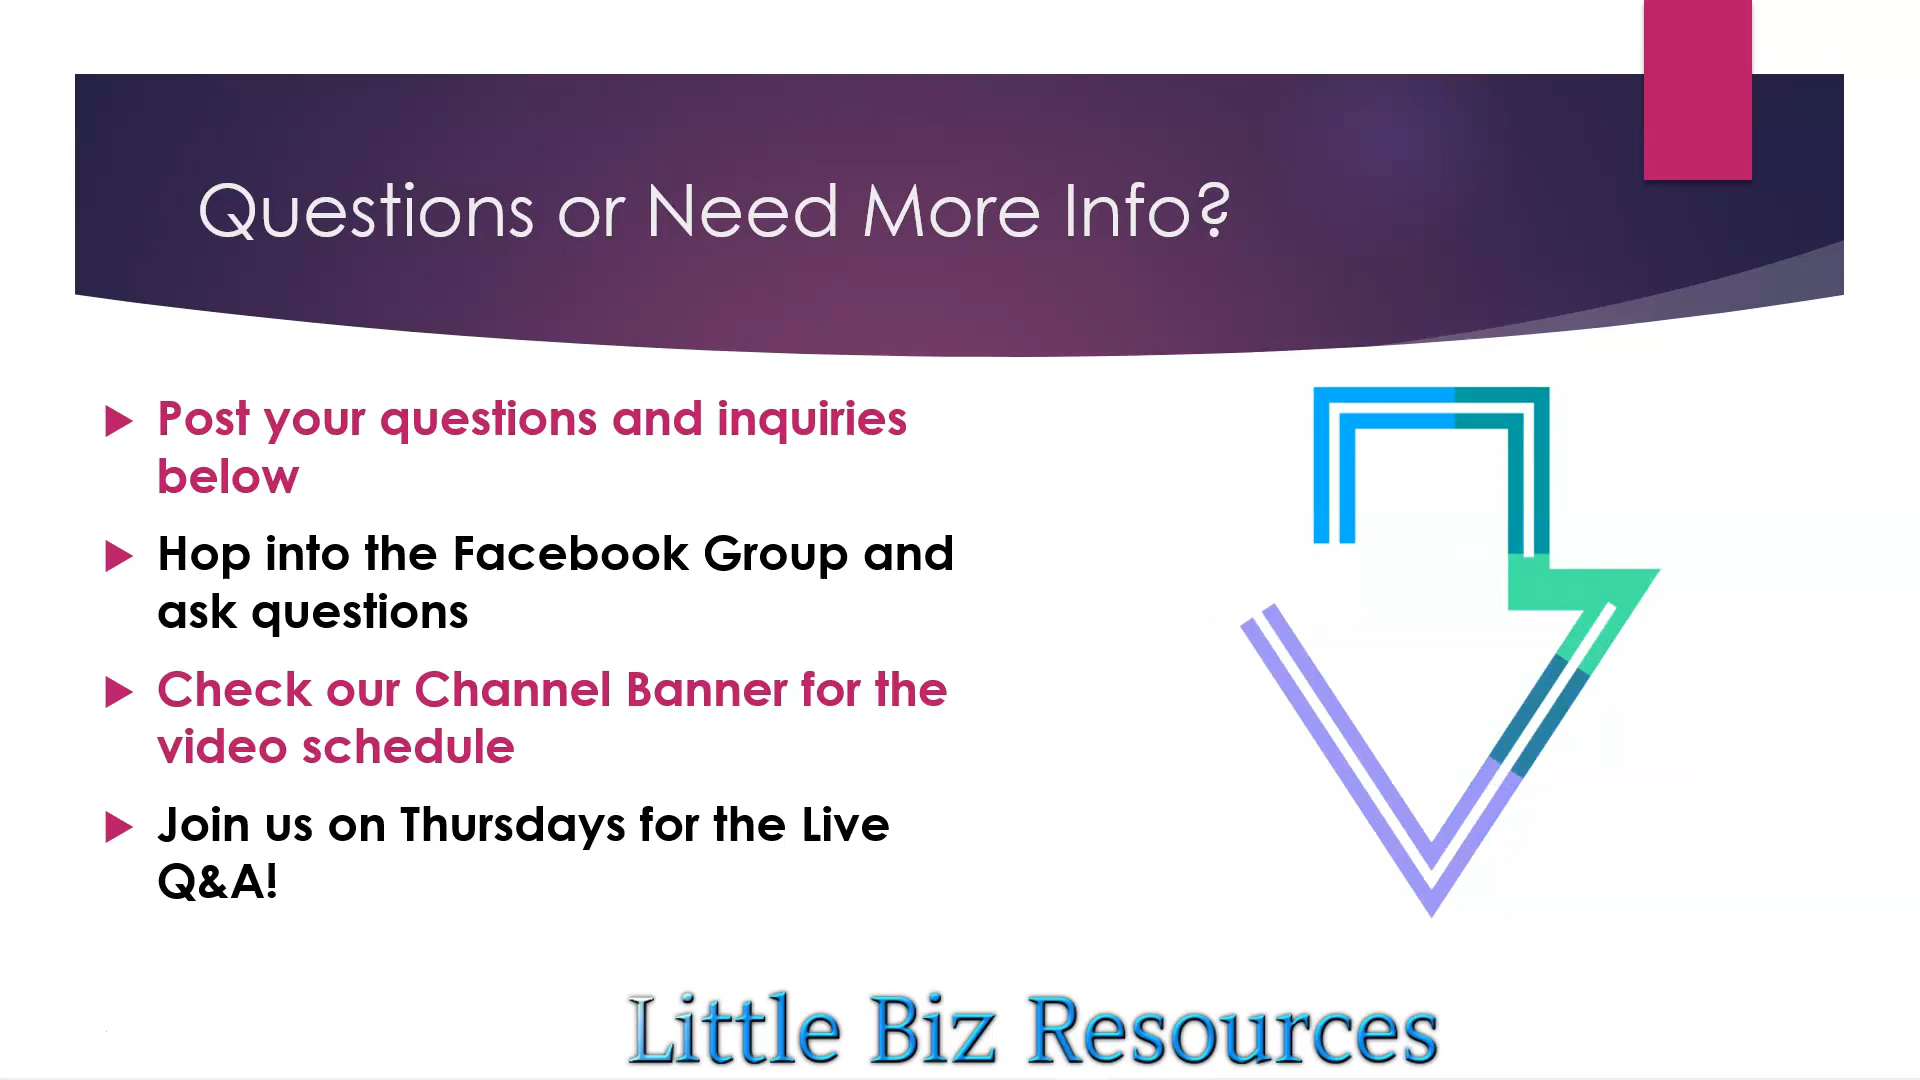 Questions or Need More Info?
Post your questions and inquiries
below
Hop into the Facebook Group and
ask questions
Check our Channel Banner for the
video schedule
Join us on Thursdays for the Live
Q&A!
Little Biz Resources